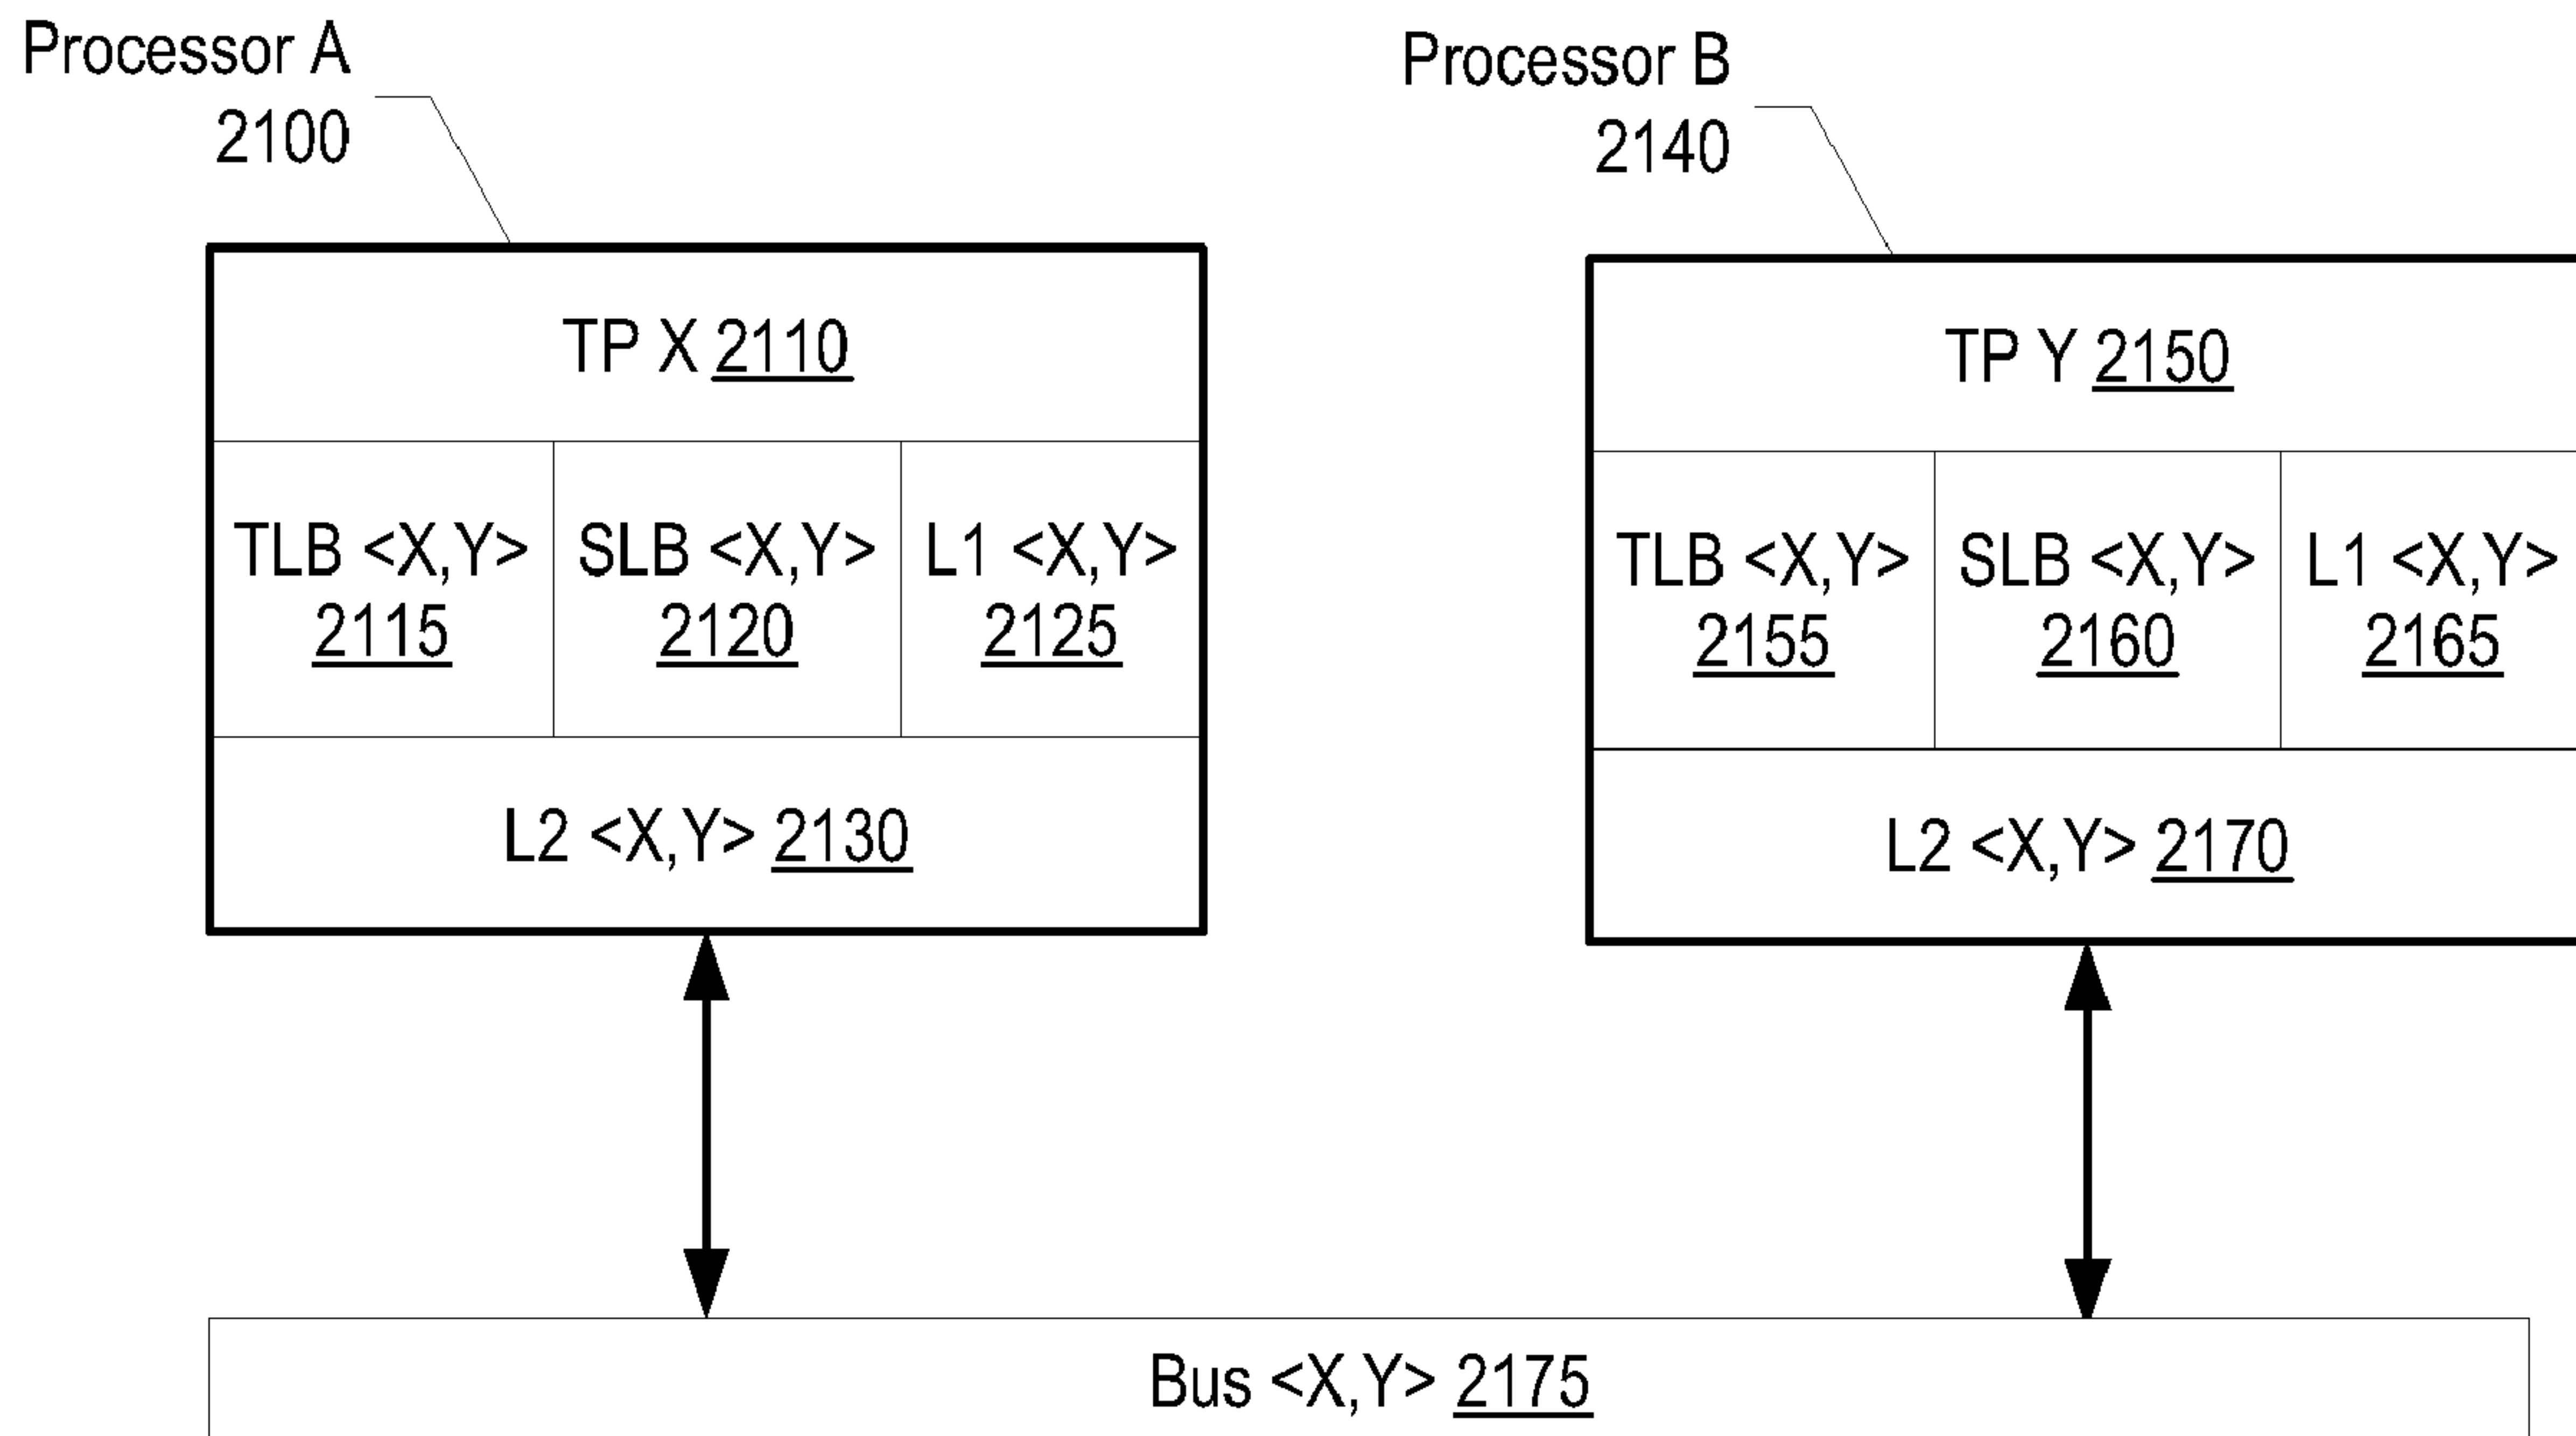 Processor A
2100
Processor B
2140
TP X 2110
TLB <X,Y>
2115
SLB <X,Y>
2120
L1 <X,Y>
2125
L2 <X,Y> 2130
TP Y 2150
TLB <X,Y>
2155
SLB <X,Y>
2160
L1 <X,Y>
2165
L2 <X,Y> 2170
Bus <X,Y> 2175